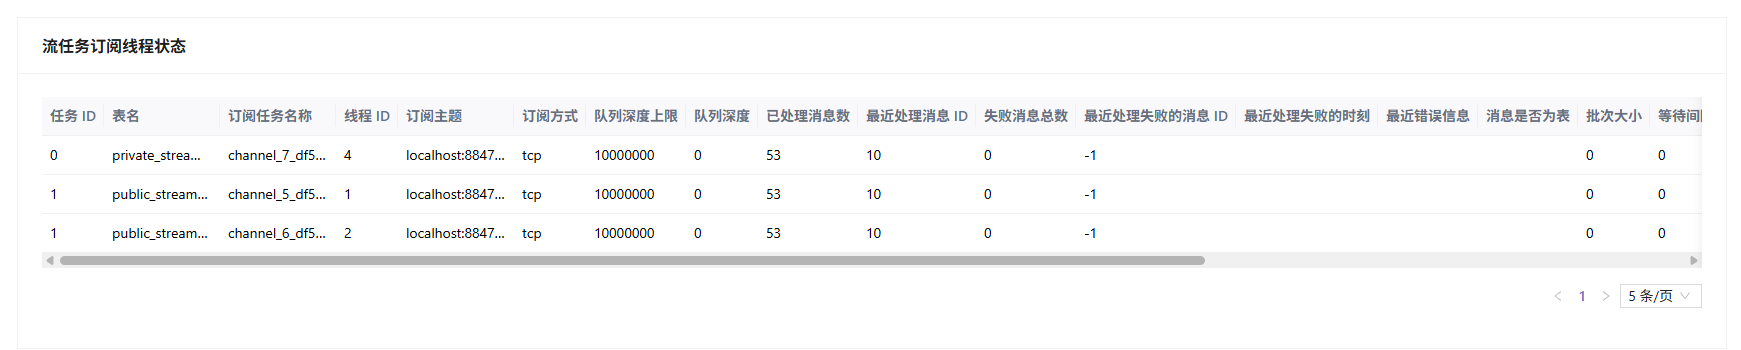 流任务订阅线程状态
任务 ID 表名 订阅任务名称 线程 ID 订阅主题 订阅方式 队列深度上限 队列深度 已处理消息数 最近处理消息 ID 失败消息总数 最近处理失败的消息 ID 最近处理失败的时刻 最近错误信息 消息是否为表 批次大小 等待间
0 private_strea... channel_7_df5... 4 localhost:8847... tcp 10000000 0 53 10 0 -1 0 0
1 public_stream... channel_5_df5... 1 localhost:8847... tcp 10000000 0 53 10 0 -1 0 0
1 public_stream... channel_6_df5... 2 localhost:8847... tcp 10000000 0 53 10 0 -1 0 0
1 5 条/页